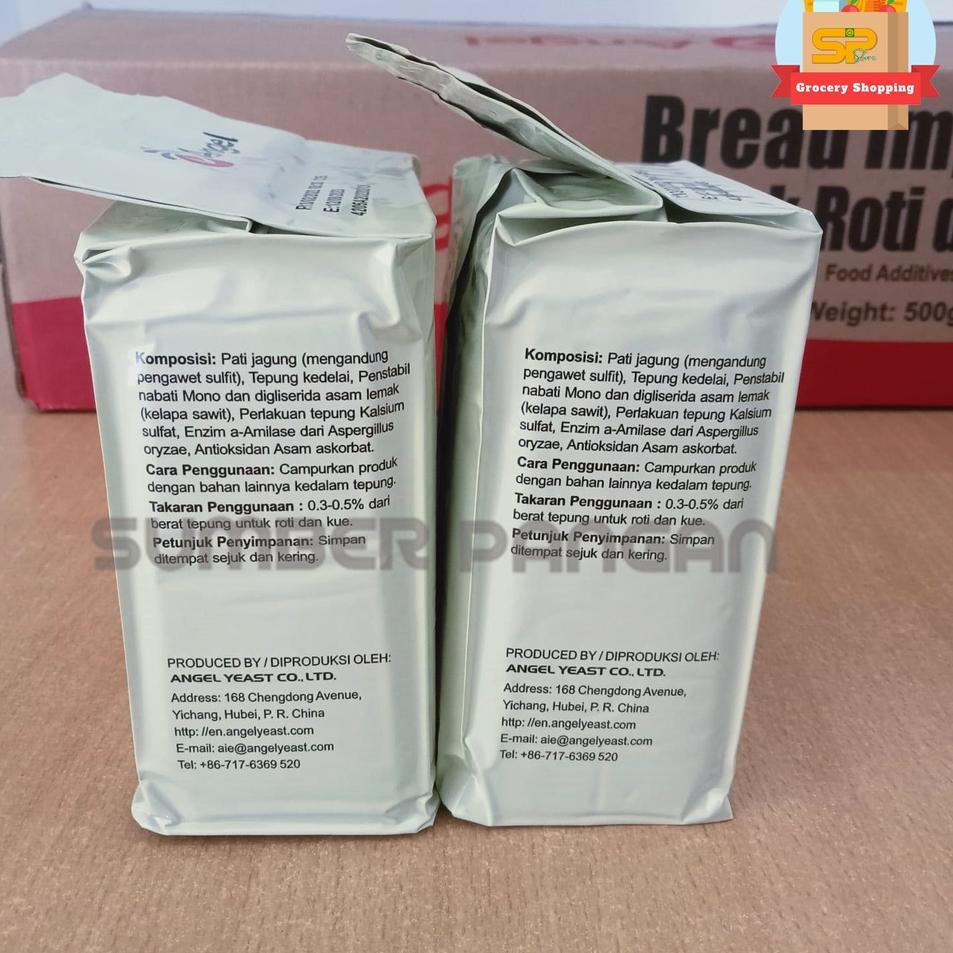 SP
Store
Grocery Shopping
Angel
Bread
Roti
Food Additives
Weight: 500g
Angel
Komposisi: Pati jagung (mengandung
pengawet sulfit), Tepung kedelai, Penstabil
nabati Mono dan digliserida asam lemak
(kelapa sawit), Perlakuan tepung Kalsium
sulfat, Enzim a-Amilase dari Aspergillus
oryzae, Antioksidan Asam askorbat.
Cara Penggunaan: Campurkan produk
dengan bahan lainnya kedalam tepung.
Takaran Penggunaan : 0.3-0.5% dari
berat tepung untuk roti dan kue.
Petunjuk Penyimpanan: Simpan
ditempat sejuk dan kering.
PRODUCED BY / DIPRODUKSI OLEH:
ANGEL YEAST CO., LTD.
Address: 168 Chengdong Avenue,
Yichang, Hubei, P. R. China
http: //en.angelyeast.com
E-mail: aie@angelyeast.com
Tel: +86-717-6369 520
Komposisi: Pati jagung (mengandung
pengawet sulfit), Tepung kedelai, Penstabil
nabati Mono dan digliserida asam lemak
(kelapa sawit), Perlakuan tepung Kalsium
sulfat, Enzim a-Amilase dari Aspergillus
oryzae, Antioksidan Asam askorbat.
Cara Penggunaan: Campurkan produk
dengan bahan lainnya kedalam tepung.
Takaran Penggunaan : 0.3-0.5% dari
berat tepung untuk roti dan kue.
Petunjuk Penyimpanan: Simpan
ditempat sejuk dan kering.
PRODUCED BY / DIPRODUKSI OLEH:
ANGEL YEAST CO., LTD.
Address: 168 Chengdong Avenue,
Yichang, Hubei, P. R. China
http: //en.angelyeast.com
E-mail: aie@angelyeast.com
Tel: +86-717-6369 520
SUMBER PANGAN